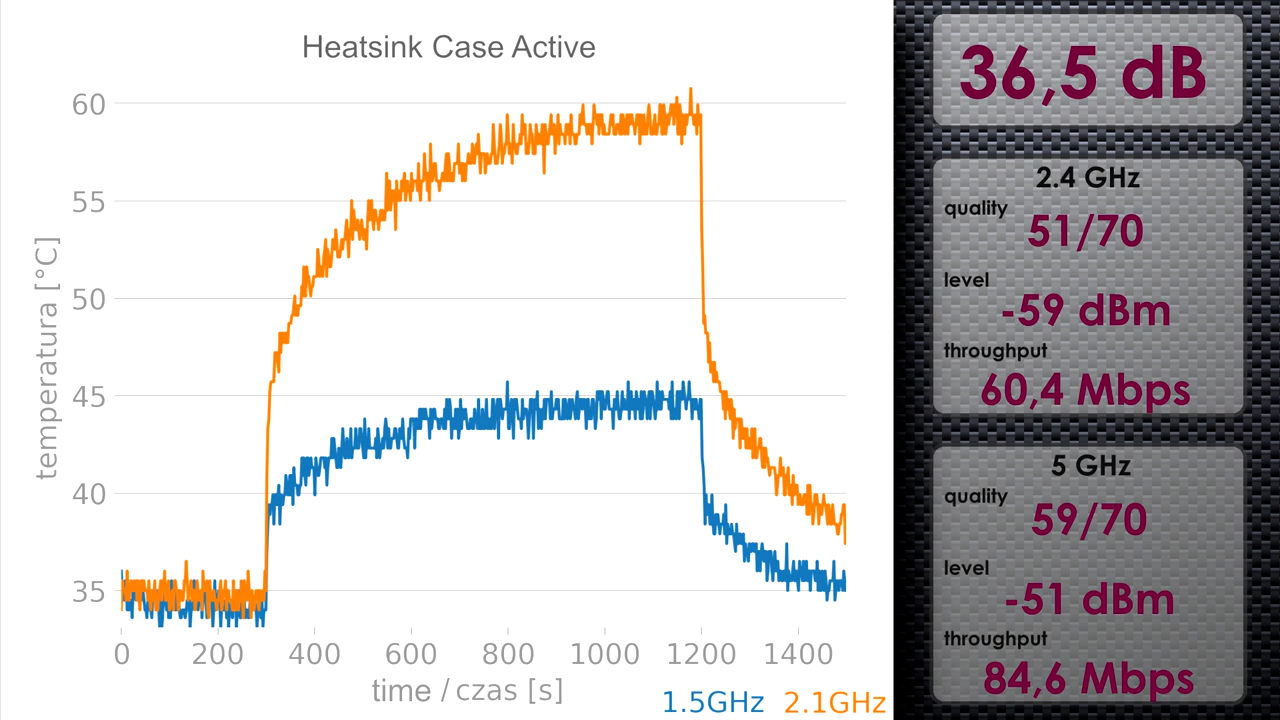 Heatsink Case Active
60
55
50
45
40
35
temperatura [°C]
0 200 400 600 800 1000 1200 1400
time / czas [s]
1.5GHz 2.1GHz
36,5 dB
2.4 GHz
quality
51/70
level
-59 dBm
throughput
60,4 Mbps
5 GHz
quality
59/70
level
-51 dBm
throughput
84,6 Mbps